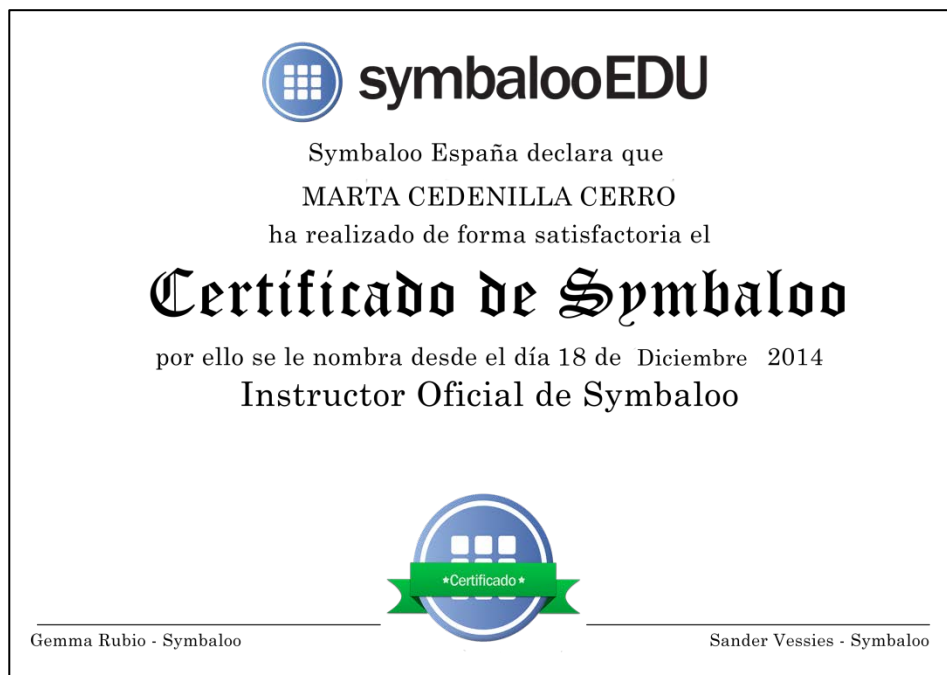 symbalooEDU
Symbaloo España declara que
MARTA CEDENILLA CERRO
ha realizado de forma satisfactoria el
Certificado de Symbaloo
por ello se le nombra desde el día 18 de Diciembre 2014
Instructor Oficial de Symbaloo
*Certificado*
Gemma Rubio - Symbaloo
Sander Vessies - Symbaloo